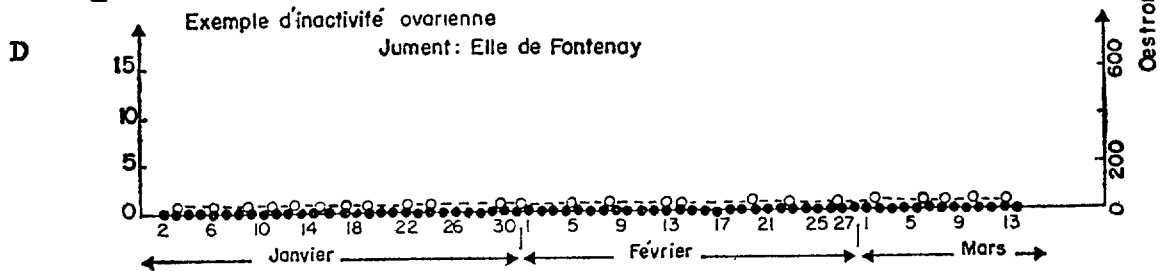 Exemple d'inactivité ovarienne
D
Jument: Elle de Fontenay
15
10
5
0
600
200
0
2 6 10 14 18 22 26 30 1 5 9 13 17 21 25 27 1 5 9 13
Janvier Février Mars